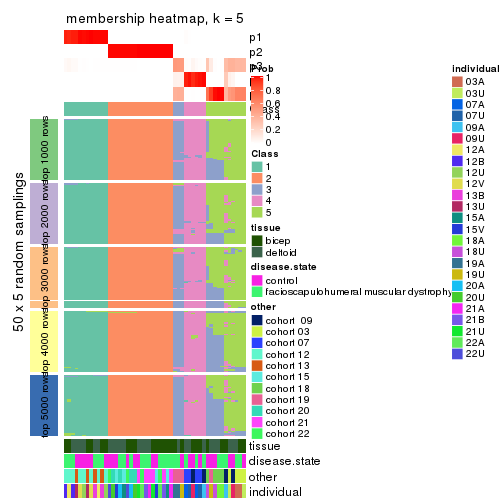 membership heatmap, k = 5
p1
p2
p3
Prob
1
0.8
0.6
0.4
0.2
0
Class
1
2
3
4
5
tissue
bicep
deltoid
disease.state
control
facioscapulohumeral muscular dystrophy
other
cohort 09
cohort 03
cohort 07
cohort 12
cohort 13
cohort 15
cohort 18
cohort 19
cohort 20
cohort 21
cohort 22
individual
03A
03U
07A
07U
09A
09U
12A
12B
12U
12V
13B
13U
15A
15V
18A
18U
19A
19U
20A
20U
21A
21B
21U
22A
22U
50 x 5 random samplings
top 1000 rows
top 2000 rows
top 3000 rows
top 4000 rows
top 5000 rows
tissue
disease.state
other
individual